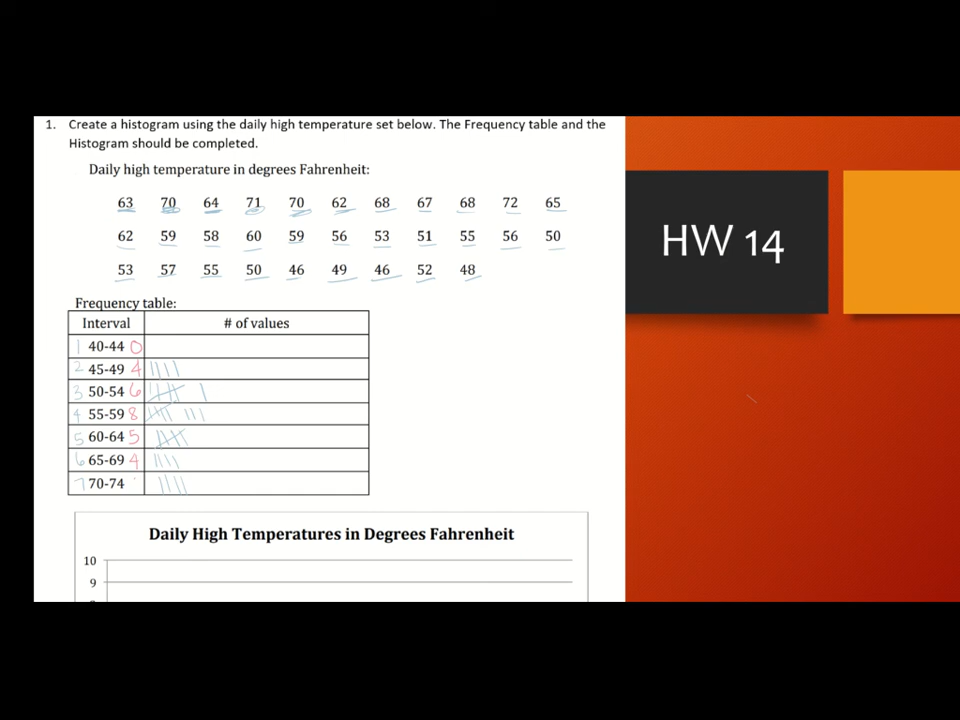 1. Create a histogram using the daily high temperature set below. The Frequency table and the
Histogram should be completed.
Daily high temperature in degrees Fahrenheit:
63 70 64 71 70 62 68 67 68 72 65
62 59 58 60 59 56 53 51 55 56 50
53 57 55 50 46 49 46 52 48
Frequency table:
Interval # of values
1 40-44 0
2 45-49 4 ||||
3 50-54 6 |||| |
4 55-59 8 |||| |||
5 60-64 5 ||||
6 65-69 4 ||||
7 70-74 ||||
Daily High Temperatures in Degrees Fahrenheit
10
9
HW 14